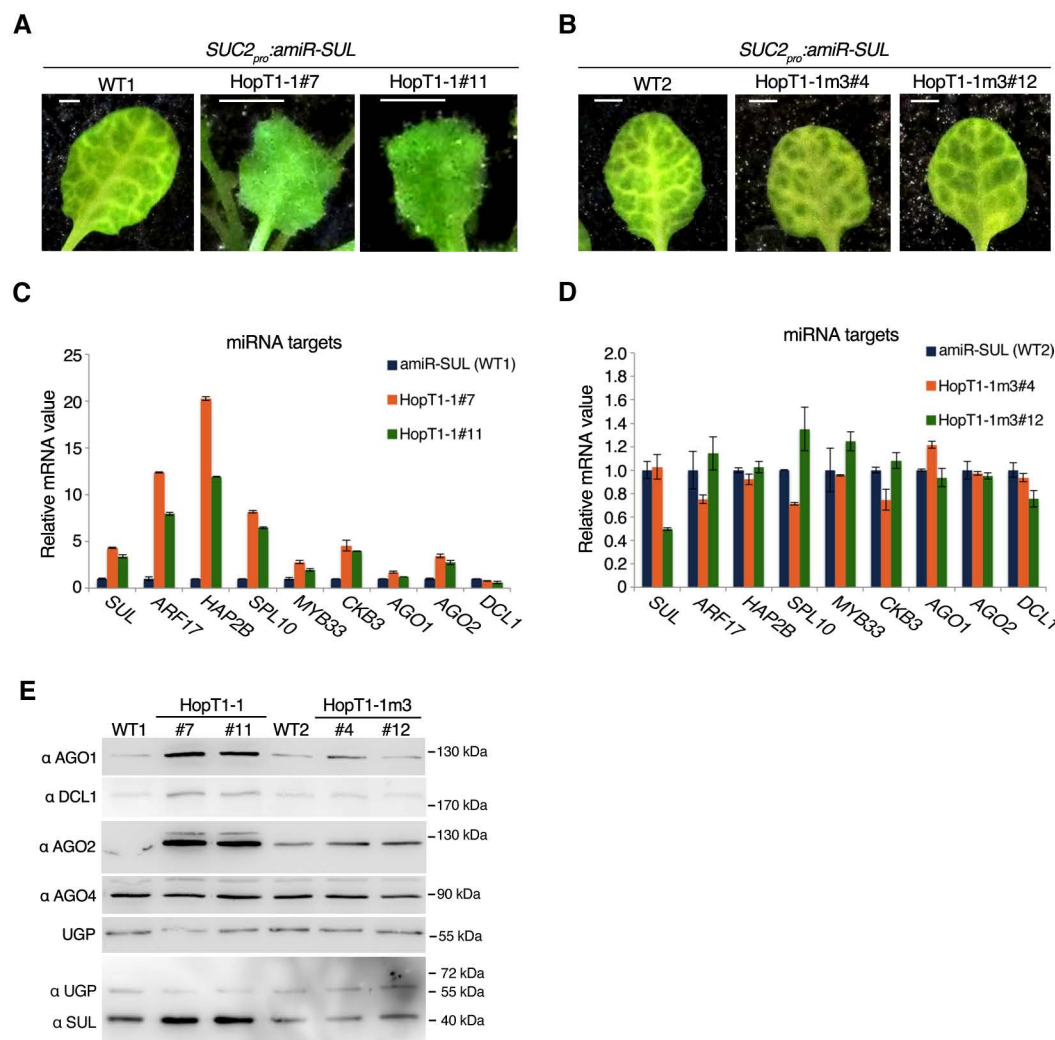 A
SUC2pro:amiR-SUL
WT1 HopT1-1#7 HopT1-1#11
B
SUC2pro:amiR-SUL
WT2 HopT1-1m3#4 HopT1-1m3#12
C
miRNA targets
Relative mRNA value
25
20
15
10
5
0
amiR-SUL (WT1)
HopT1-1#7
HopT1-1#11
SUL ARF17 HAP2B SPL10 MYB33 CKB3 AGO1 AGO2 DCL1
D
miRNA targets
Relative mRNA value
2.0
1.8
1.6
1.4
1.2
1.0
0.8
0.6
0.4
0.2
0
amiR-SUL (WT2)
HopT1-1m3#4
HopT1-1m3#12
SUL ARF17 HAP2B SPL10 MYB33 CKB3 AGO1 AGO2 DCL1
E
HopT1-1 HopT1-1m3
WT1 #7 #11 WT2 #4 #12
α AGO1 130 kDa
α DCL1 170 kDa
α AGO2 130 kDa
α AGO4 90 kDa
UGP 55 kDa
72 kDa
α UGP 55 kDa
α SUL 40 kDa